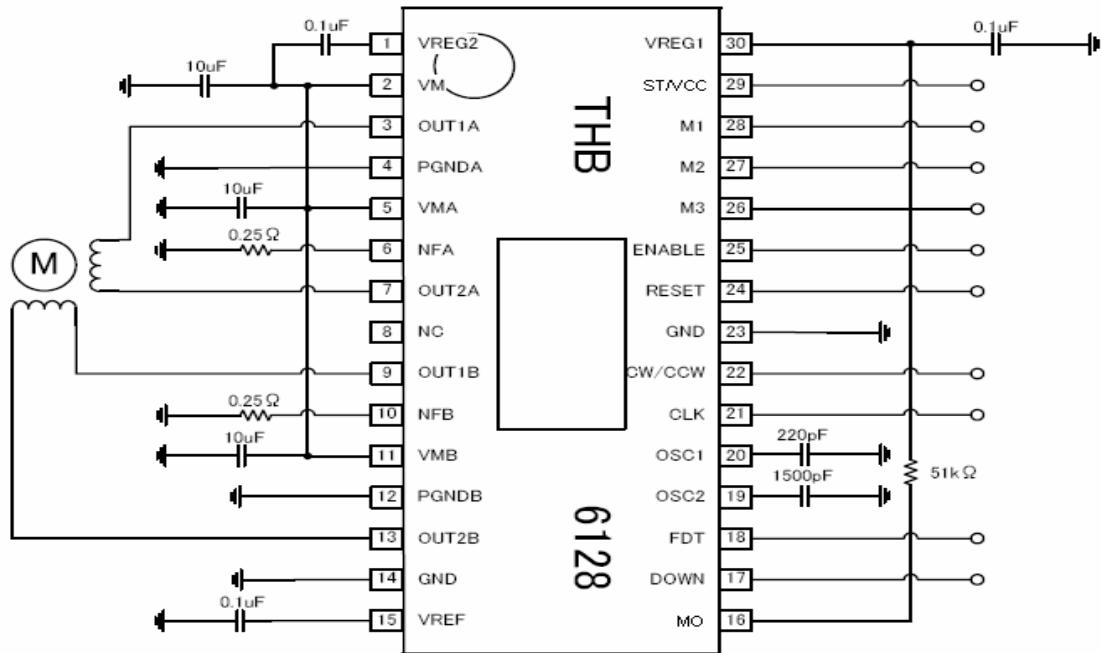 0.1uF 1 VREG2 VREG1 30 0.1uF
10uF 2 VM ST/VCC 29
3 OUT1A M1 28
THB
4 PGNDA M2 27
10uF 5 VMA M3 26
0.25Ω 6 NFA ENABLE 25
M
7 OUT2A RESET 24
8 NC GND 23
9 OUT1B CW/CCW 22
0.25Ω 10 NFB CLK 21
10uF 11 VMB OSC1 20 220pF
51kΩ
12 PGNDB OSC2 19 1500pF
6128
13 OUT2B FDT 18
14 GND DOWN 17
0.1uF 15 VREF MO 16